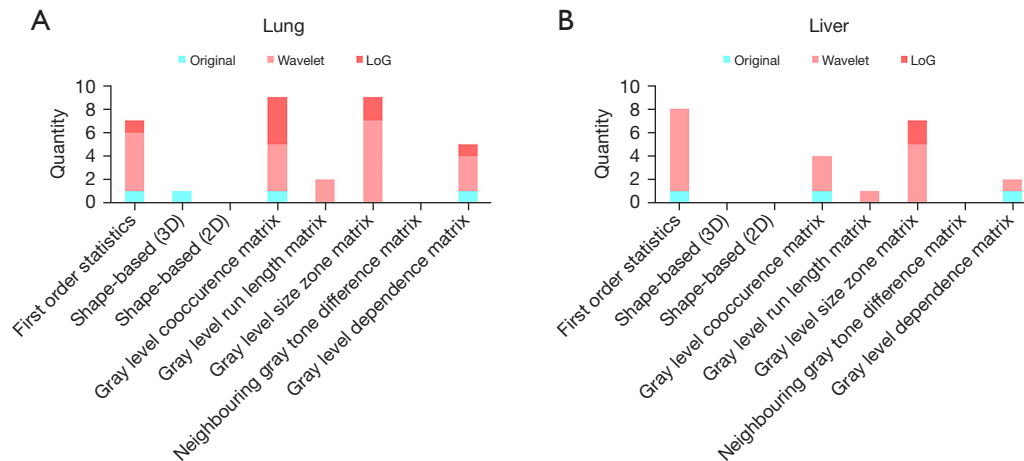 A
Lung
Original
Wavelet
LoG
Quantity
10
8
6
4
2
0
First order statistics
Shape-based (3D)
Shape-based (2D)
Gray level cooccurence matrix
Gray level run length matrix
Gray level size zone matrix
Neighbouring gray tone difference matrix
Gray level dependence matrix
B
Liver
Original
Wavelet
LoG
Quantity
10
8
6
4
2
0
First order statistics
Shape-based (3D)
Shape-based (2D)
Gray level cooccurence matrix
Gray level run length matrix
Gray level size zone matrix
Neighbouring gray tone difference matrix
Gray level dependence matrix